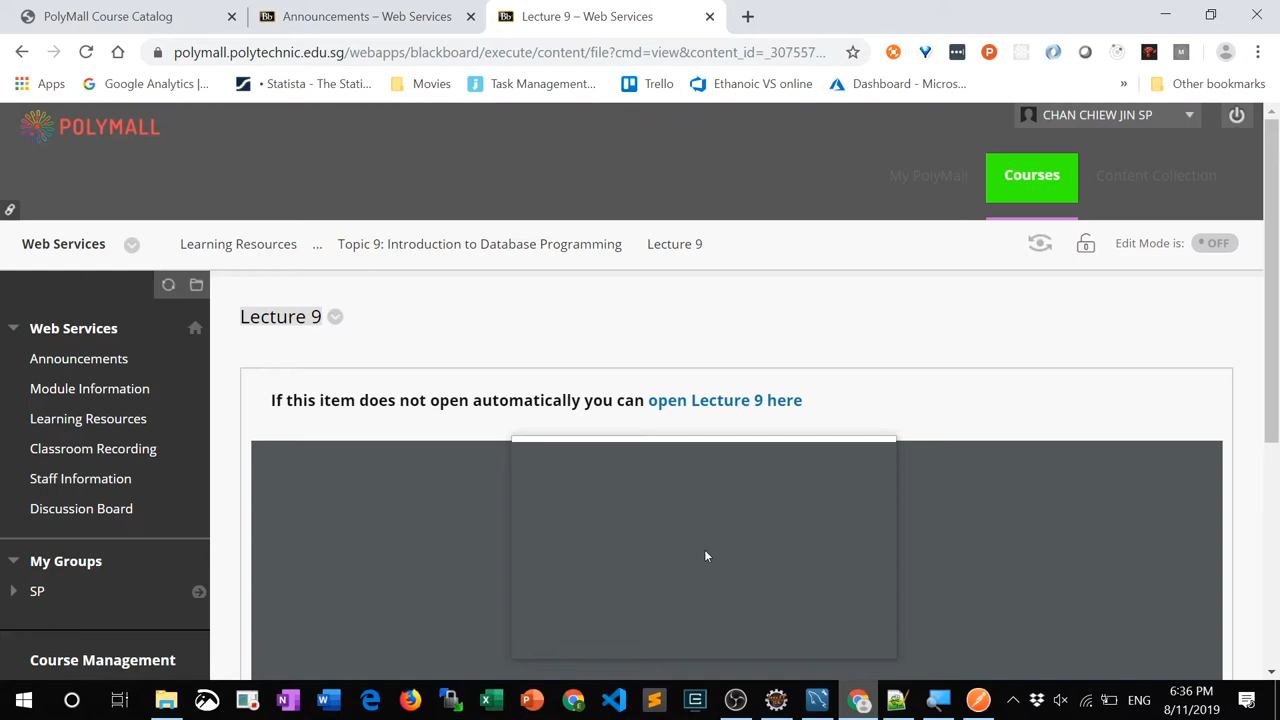 PolyMall Course Catalog
Announcements – Web Services
Lecture 9 – Web Services
polymall.polytechnic.edu.sg/webapps/blackboard/execute/content/file?cmd=view&content_id=_307557...
Apps
Google Analytics |...
• Statista - The Stati...
Movies
Task Management...
Trello
Ethanoic VS online
Dashboard - Micros...
»
Other bookmarks
POLYMALL
CHAN CHIEW JIN SP
My PolyMall
Courses
Content Collection
Web Services
Learning Resources
...
Topic 9: Introduction to Database Programming
Lecture 9
Edit Mode is:
OFF
Web Services
Announcements
Module Information
Learning Resources
Classroom Recording
Staff Information
Discussion Board
My Groups
SP
Course Management
Lecture 9
If this item does not open automatically you can open Lecture 9 here
ENG
6:36 PM
8/11/2019